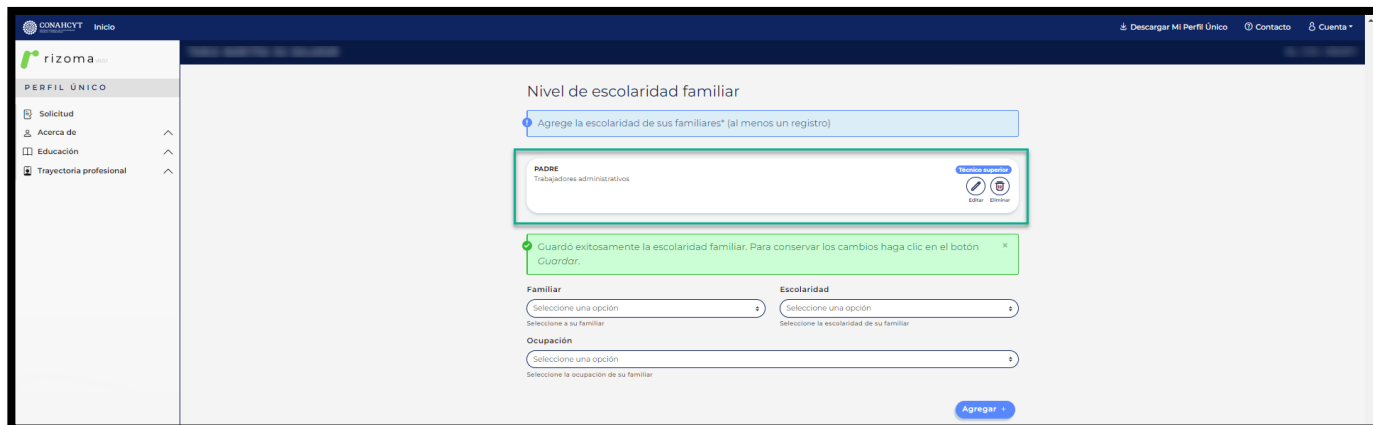 CONAHCYT Inicio Descargar Mi Perfil Único Contacto Cuenta
rizoma
PERFIL ÚNICO
Solicitud
Acerca de
Educación
Trayectoria profesional
Nivel de escolaridad familiar
Agrege la escolaridad de sus familiares* (al menos un registro)
PADRE
Trabajadores administrativos
Técnico superior
Editar Eliminar
Guardó exitosamente la escolaridad familiar. Para conservar los cambios haga clic en el botón ×
Guardar.
Familiar Escolaridad
Seleccione una opción Seleccione una opción
Seleccione a su familiar Seleccione la escolaridad de su familiar
Ocupación
Seleccione una opción
Seleccione la ocupación de su familiar
Agregar +